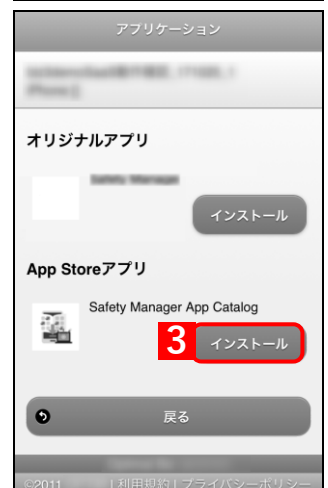 アプリケーション
オリジナルアプリ
インストール
App Storeアプリ
Safety Manager App Catalog
3
インストール
戻る
©2011 | 利用規約 | プライバシーポリシー